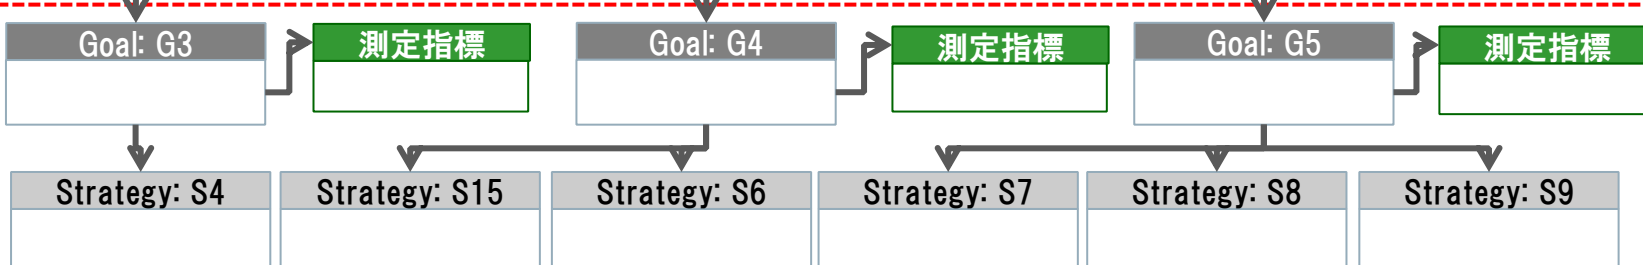 Goal: G3
測定指標
Goal: G4
測定指標
Goal: G5
測定指標
Strategy: S4
Strategy: S15
Strategy: S6
Strategy: S7
Strategy: S8
Strategy: S9